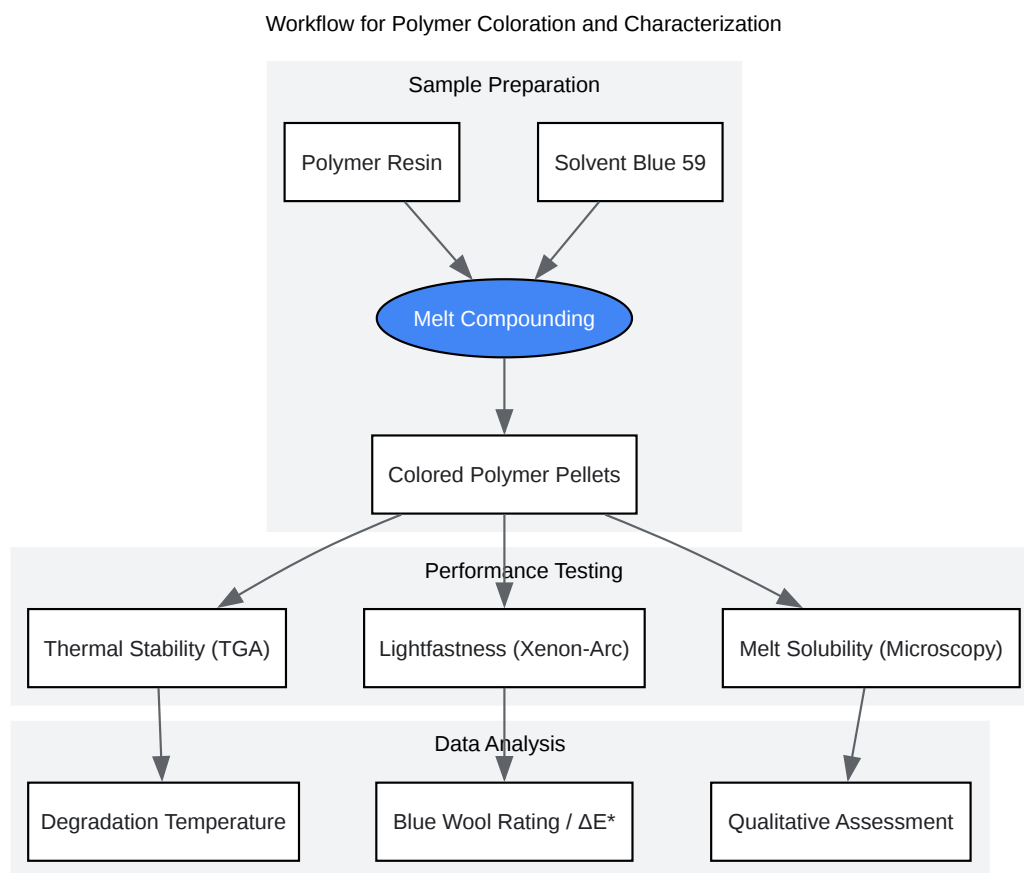 Workflow for Polymer Coloration and Characterization
Sample Preparation
Polymer Resin
Solvent Blue 59
Melt Compounding
Colored Polymer Pellets
Performance Testing
Thermal Stability (TGA)
Lightfastness (Xenon-Arc)
Melt Solubility (Microscopy)
Data Analysis
Degradation Temperature
Blue Wool Rating / ΔE*
Qualitative Assessment